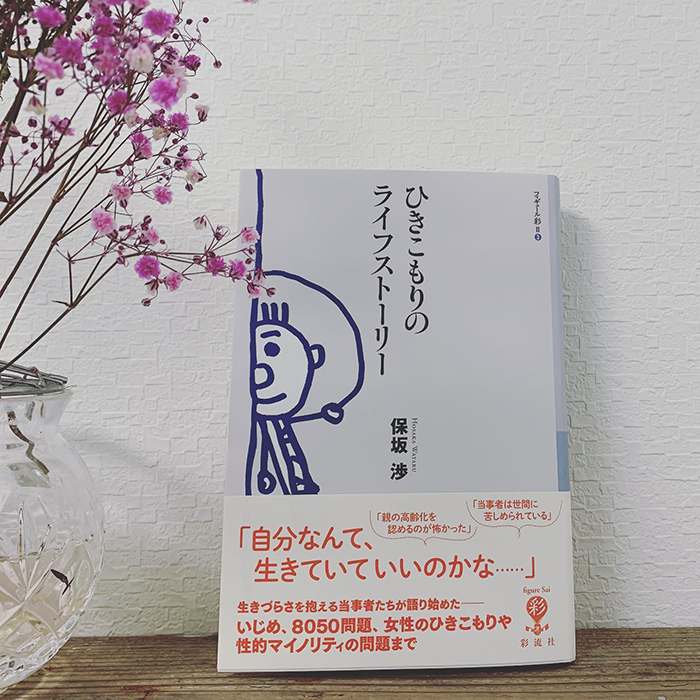 フィギュール彩Ⅱ❸
ひきこもりの
ライフストーリー
保坂 渉
HOSAKA WATARU
「当事者は世間に
苦しめられている」
「親の高齢化を
認めるのが怖かった」
「自分なんて、
生きていていいのかな……」
生きづらさを抱える当事者たちが語り始めた――
いじめ、8050問題、女性のひきこもりや
性的マイノリティの問題まで
figure Sai
彩
彩流社